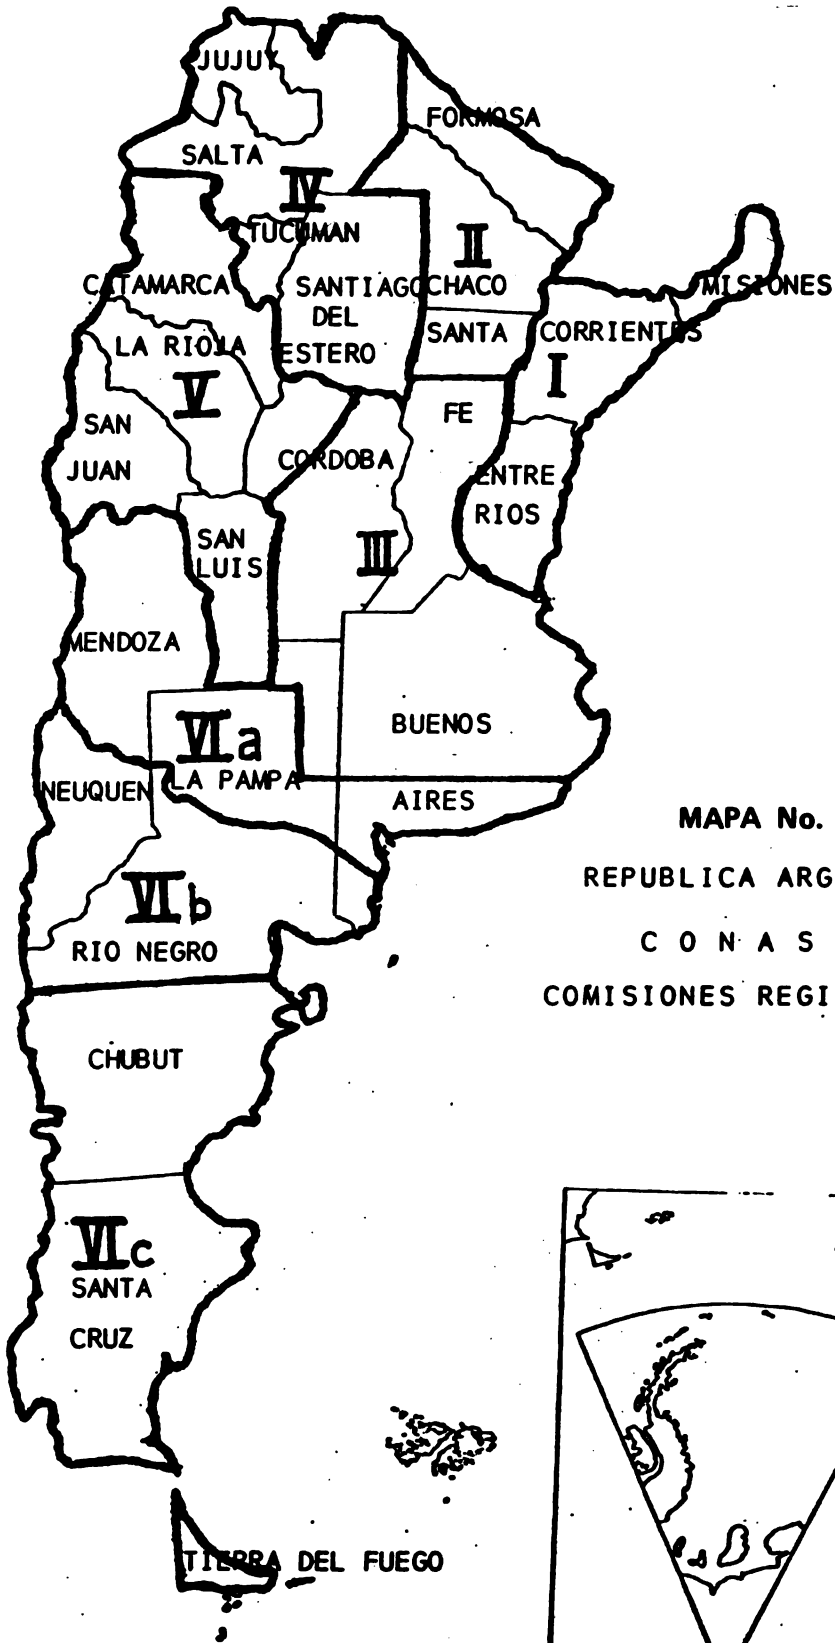 JUJUY
FORMOSA
SALTA
IV
TUCUMAN
II
CATAMARCA
SANTIAGO
CHACO
MISIONES
DEL
LA RIOJA
ESTERO
SANTA
CORRIENTES
V
I
SAN
FE
JUAN
CORDOBA
ENTRE
RIOS
SAN
LUIS
III
MENDOZA
BUENOS
VIa
LA PAMPA
NEUQUEN
AIRES
MAPA No.
REPUBLICA ARG
VIb
C O N A S
RIO NEGRO
COMISIONES REGI
CHUBUT
VIc
SANTA
CRUZ
TIERRA DEL FUEGO